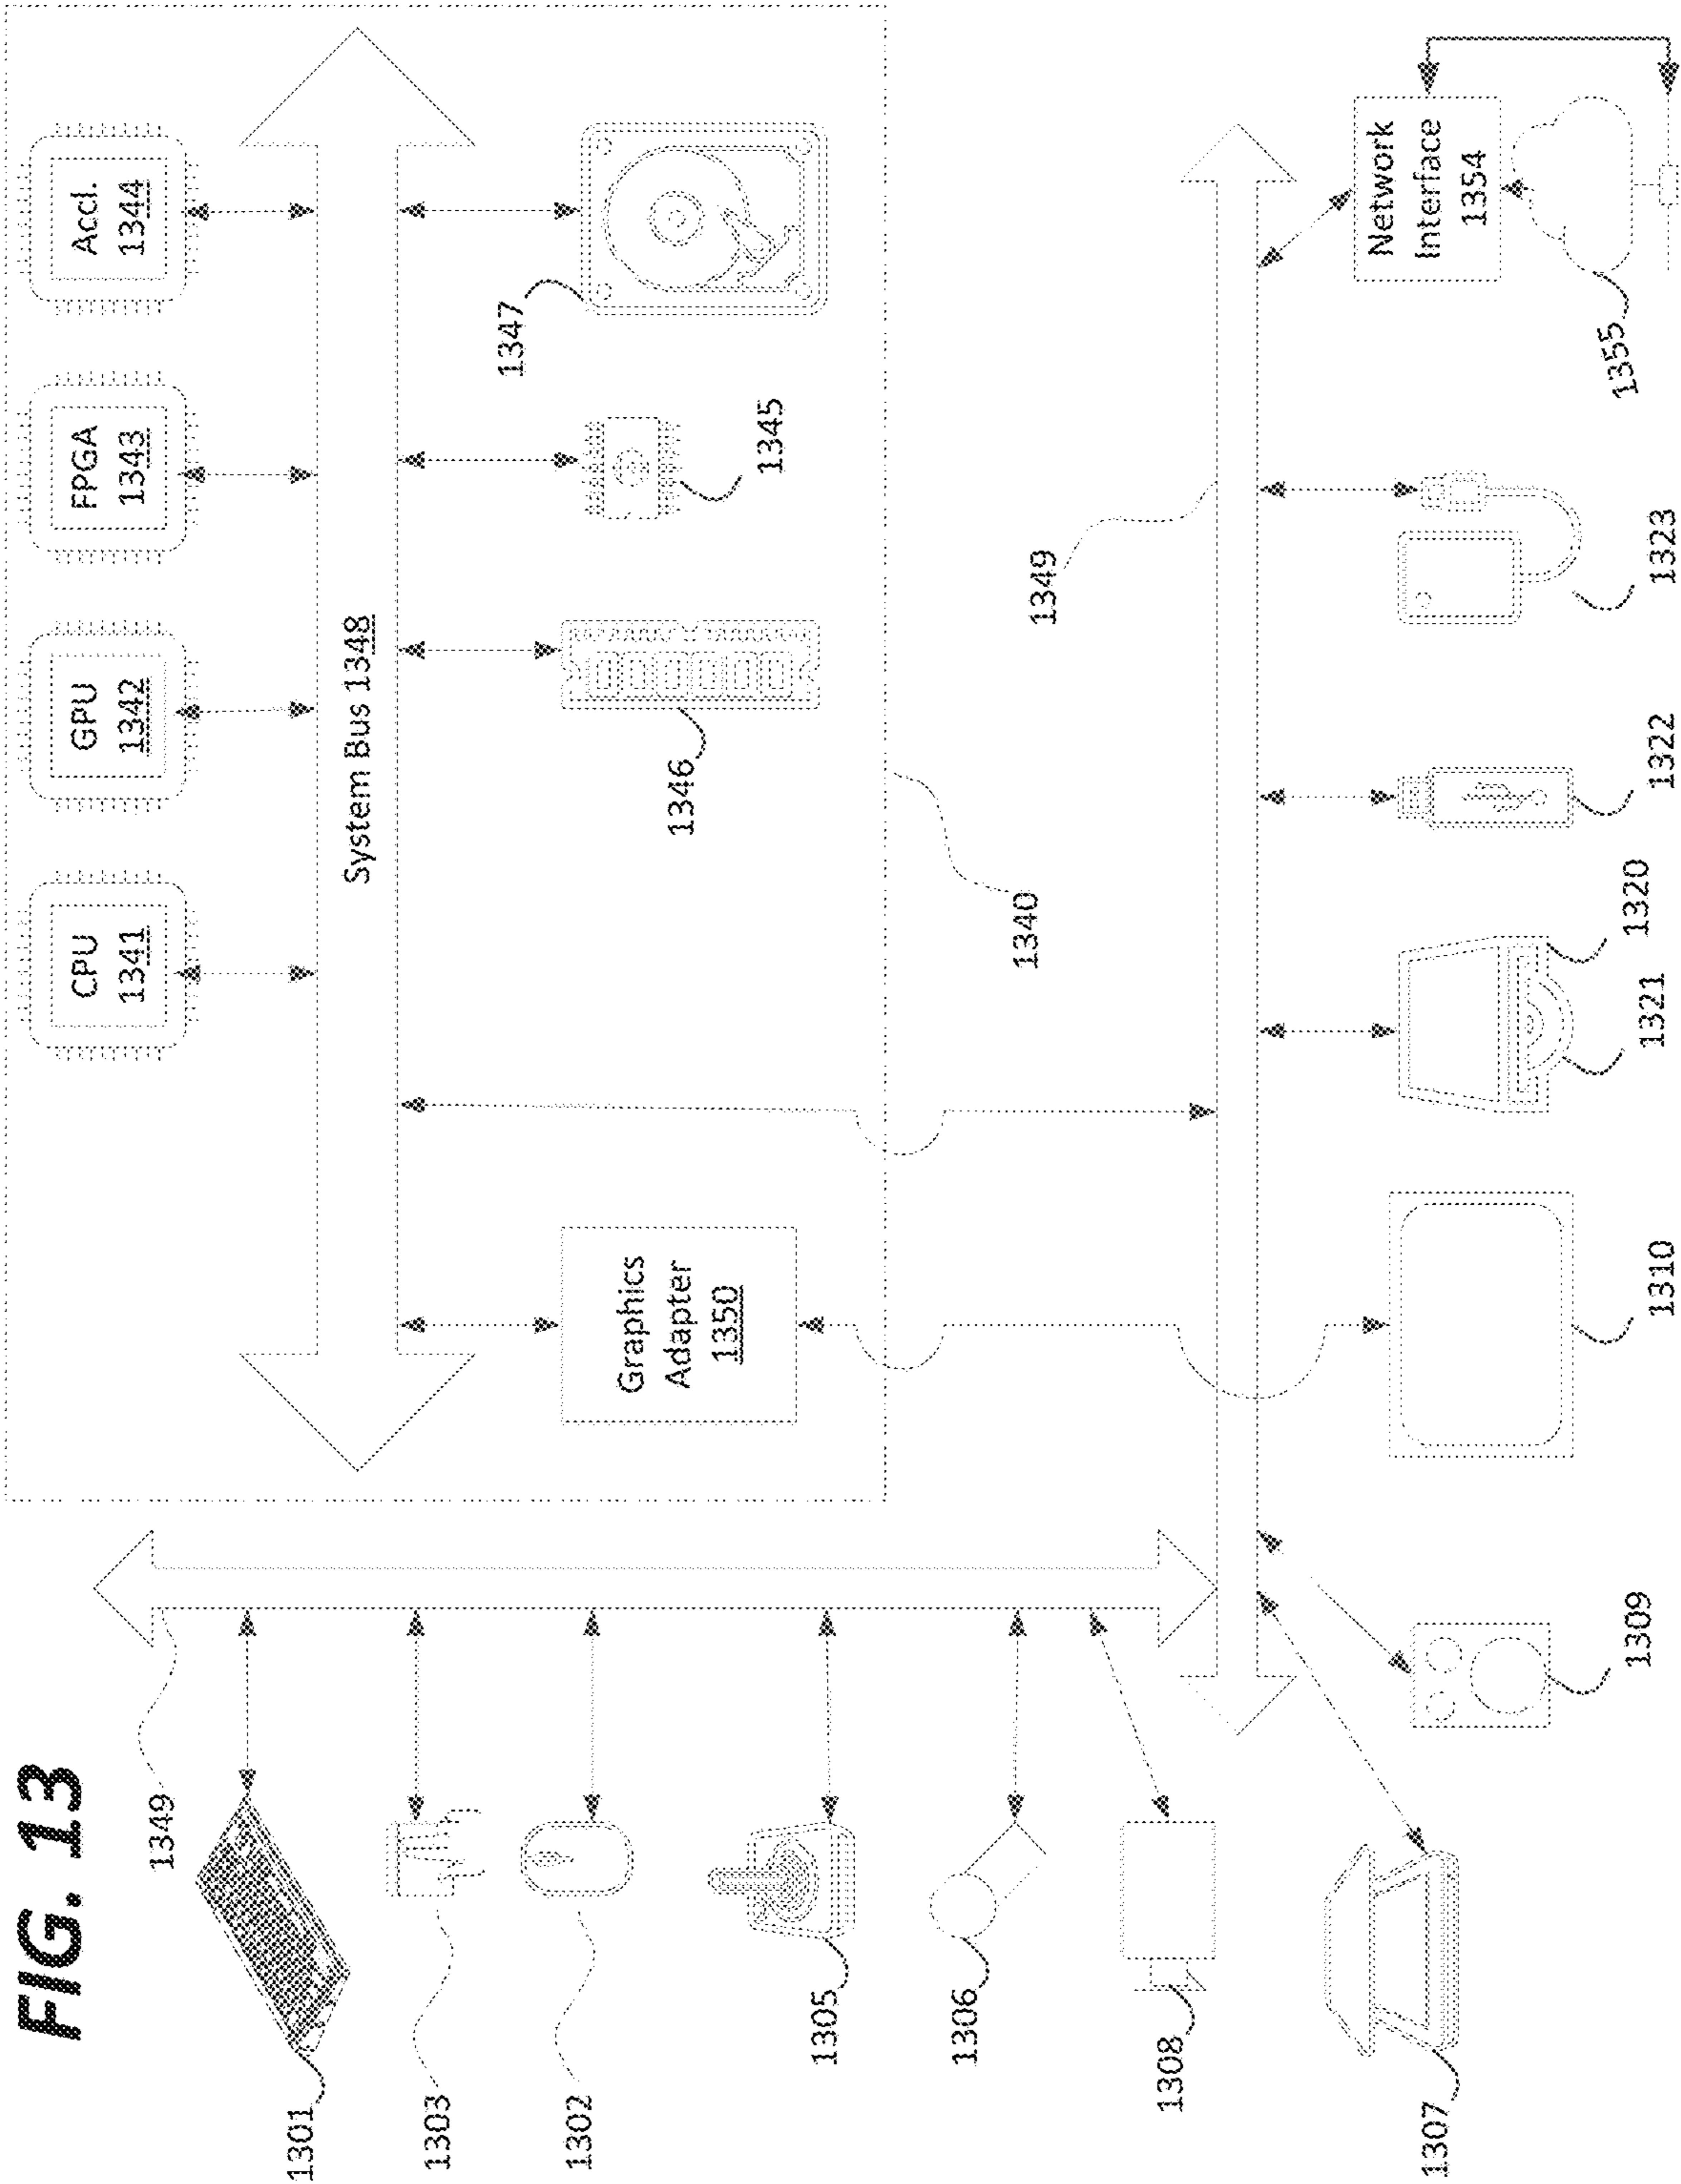 FIG. 13
CPU
1341
GPU
1342
FPGA
1343
Accl.
1344
1349
1301
System Bus 1348
1303
1347
1302
Graphics
Adapter
1350
1346
1345
1305
1306
1340
1349
1308
Network
Interface
1354
1307
1309
1310
1321
1320
1322
1323
1355